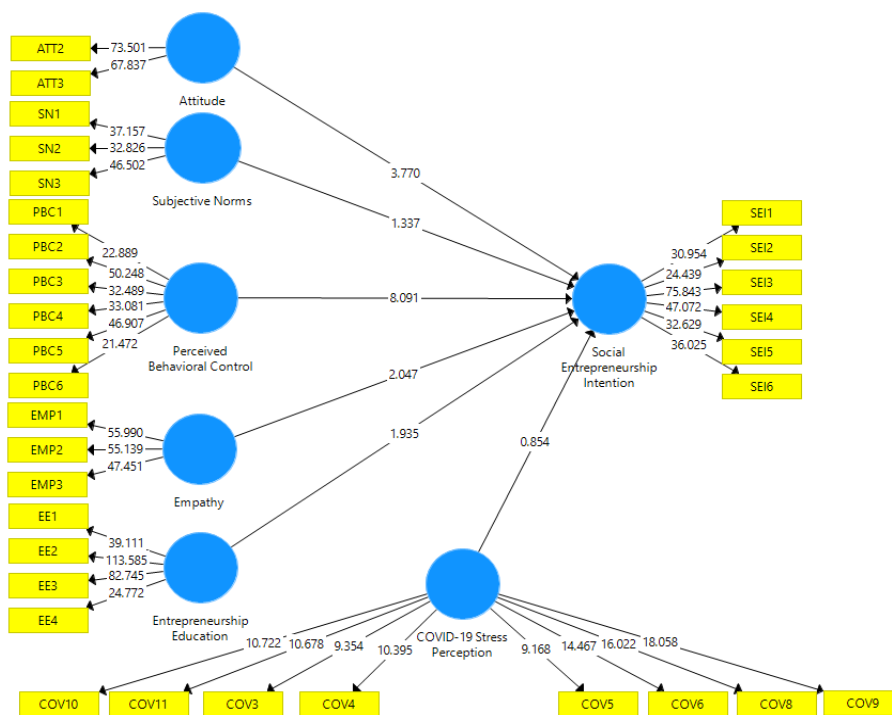 ATT2
73.501
67.837
ATT3
Attitude
SN1
37.157
SN2
32.826
46.502
SN3
Subjective Norms
3.770
1.337
PBC1
22.889
PBC2
50.248
PBC3
32.489
33.081
PBC4
46.907
PBC5
21.472
PBC6
Perceived
Behavioral Control
8.091
SEI1
30.954
SEI2
24.439
75.843
SEI3
47.072
SEI4
32.629
SEI5
36.025
SEI6
Social
Entrepreneurship
Intention
EMP1
55.990
EMP2
55.139
47.451
EMP3
Empathy
2.047
1.935
0.854
EE1
39.111
EE2
113.585
82.745
EE3
24.772
EE4
Entrepreneurship
Education
COVID-19 Stress
Perception
10.722
10.678
9.354
10.395
9.168
14.467
16.022
18.058
COV10
COV11
COV3
COV4
COV5
COV6
COV8
COV9